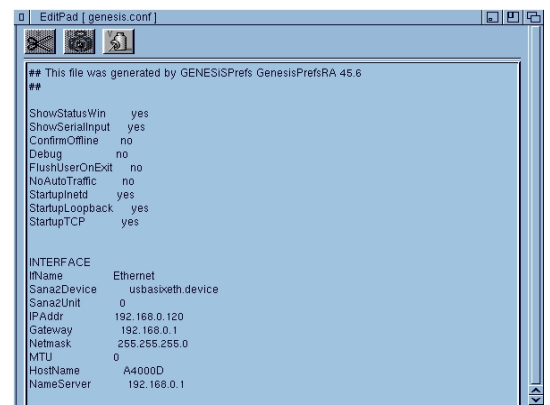 EditPad [ genesis.conf ]
## This file was generated by GENESiSPrefs GenesisPrefsRA 45.6
##
ShowStatusWin yes
ShowSerialInput yes
ConfirmOffline no
Debug no
FlushUserOnExit no
NoAutoTraffic no
StartupInetd yes
StartupLoopback yes
StartupTCP yes
INTERFACE
IfName Ethernet
Sana2Device usbasixeth.device
Sana2Unit 0
IPAddr 192.168.0.120
Gateway 192.168.0.1
Netmask 255.255.255.0
MTU 0
HostName A4000D
NameServer 192.168.0.1